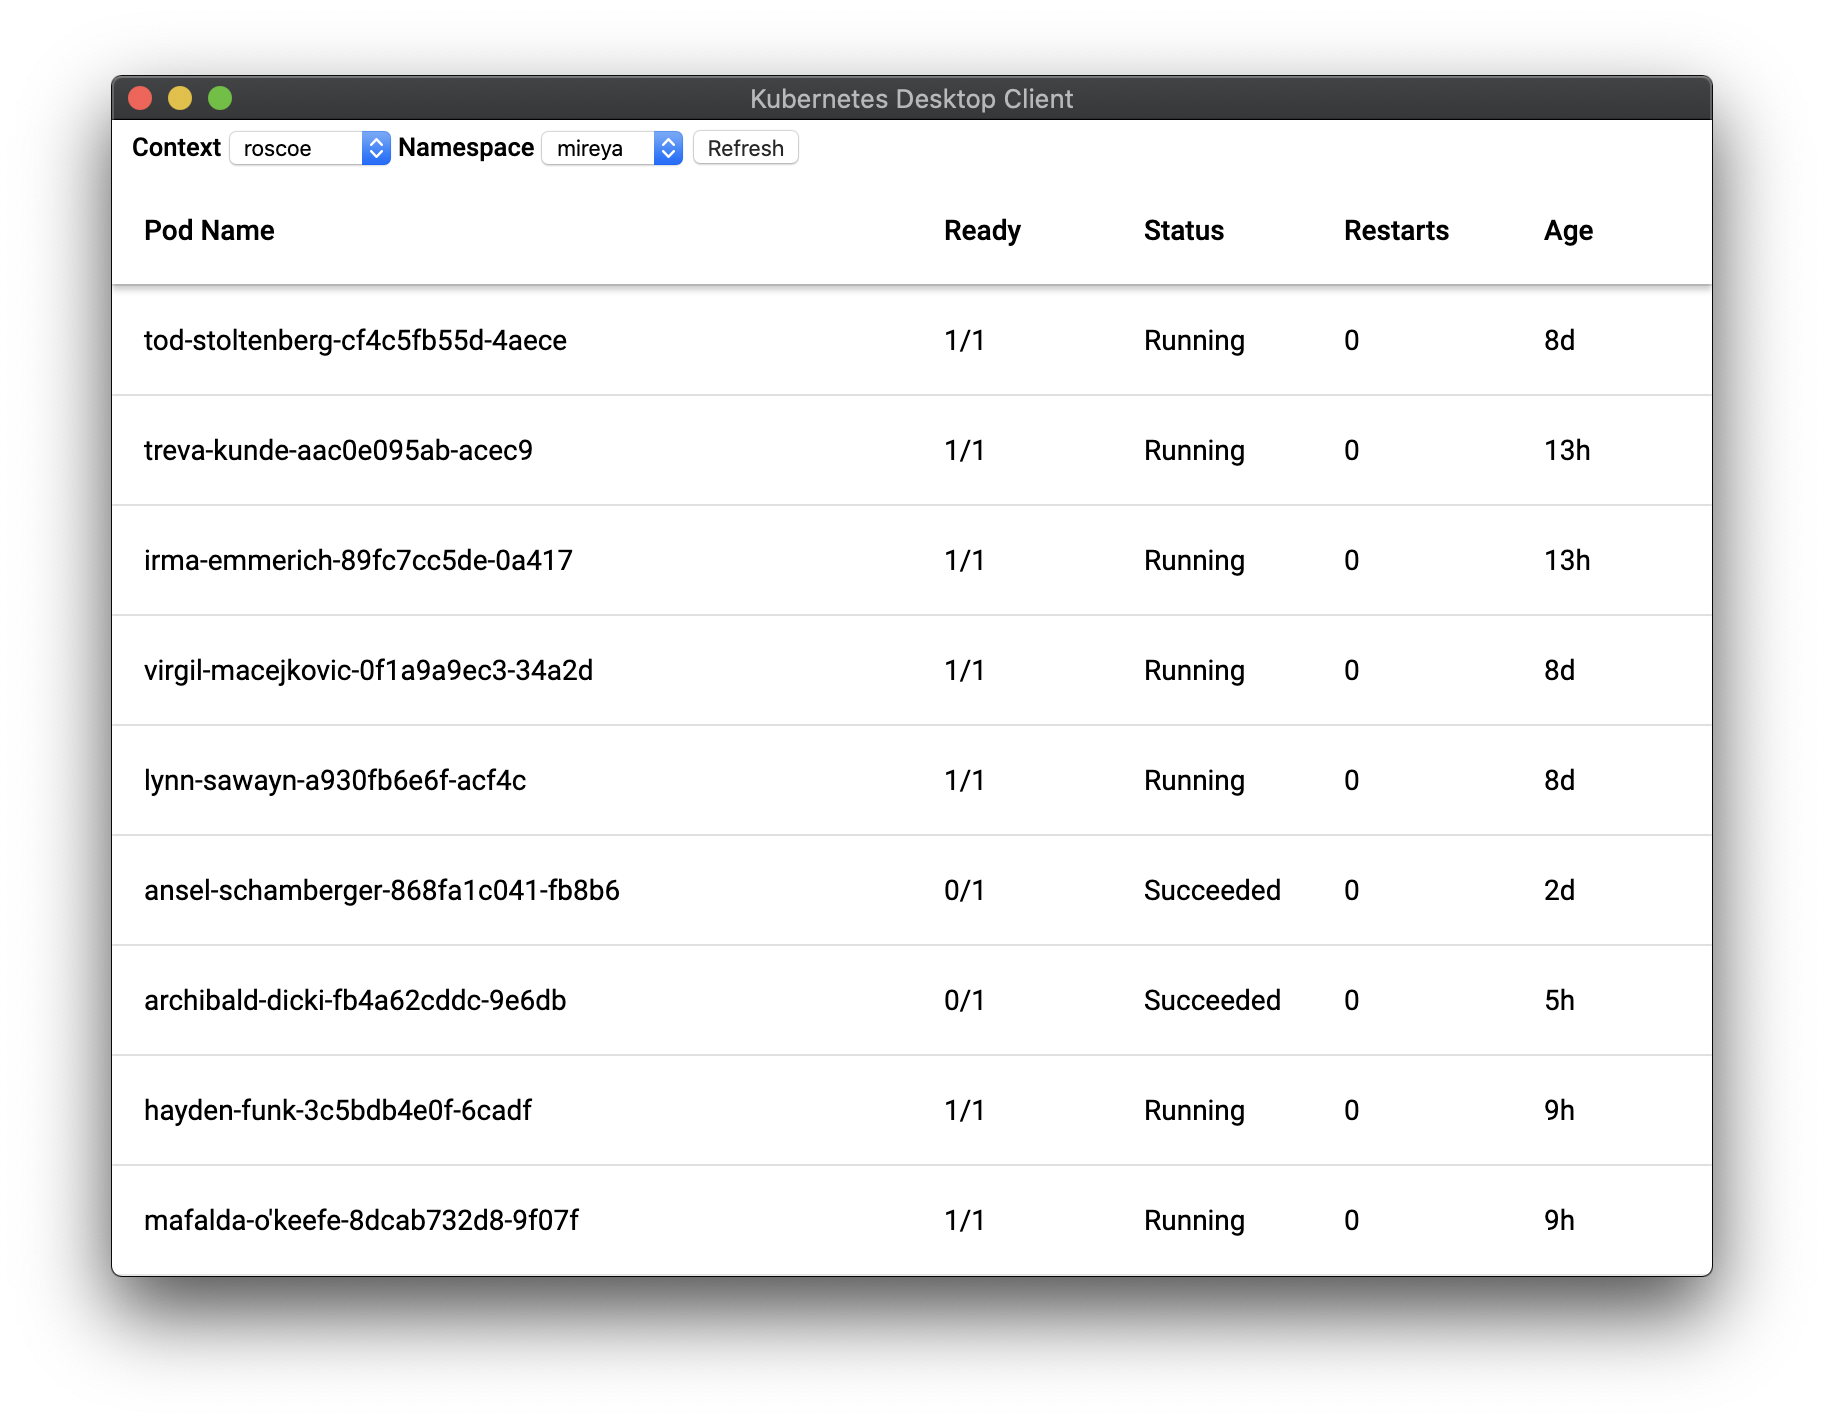 Kubernetes Desktop Client
Context roscoe Namespace mireya Refresh
Pod Name Ready Status Restarts Age
tod-stoltenberg-cf4c5fb55d-4aece 1/1 Running 0 8d
treva-kunde-aac0e095ab-acec9 1/1 Running 0 13h
irma-emmerich-89fc7cc5de-0a417 1/1 Running 0 13h
virgil-macejkovic-0f1a9a9ec3-34a2d 1/1 Running 0 8d
lynn-sawayn-a930fb6e6f-acf4c 1/1 Running 0 8d
ansel-schamberger-868fa1c041-fb8b6 0/1 Succeeded 0 2d
archibald-dicki-fb4a62cddc-9e6db 0/1 Succeeded 0 5h
hayden-funk-3c5bdb4e0f-6cadf 1/1 Running 0 9h
mafalda-o'keefe-8dcab732d8-9f07f 1/1 Running 0 9h